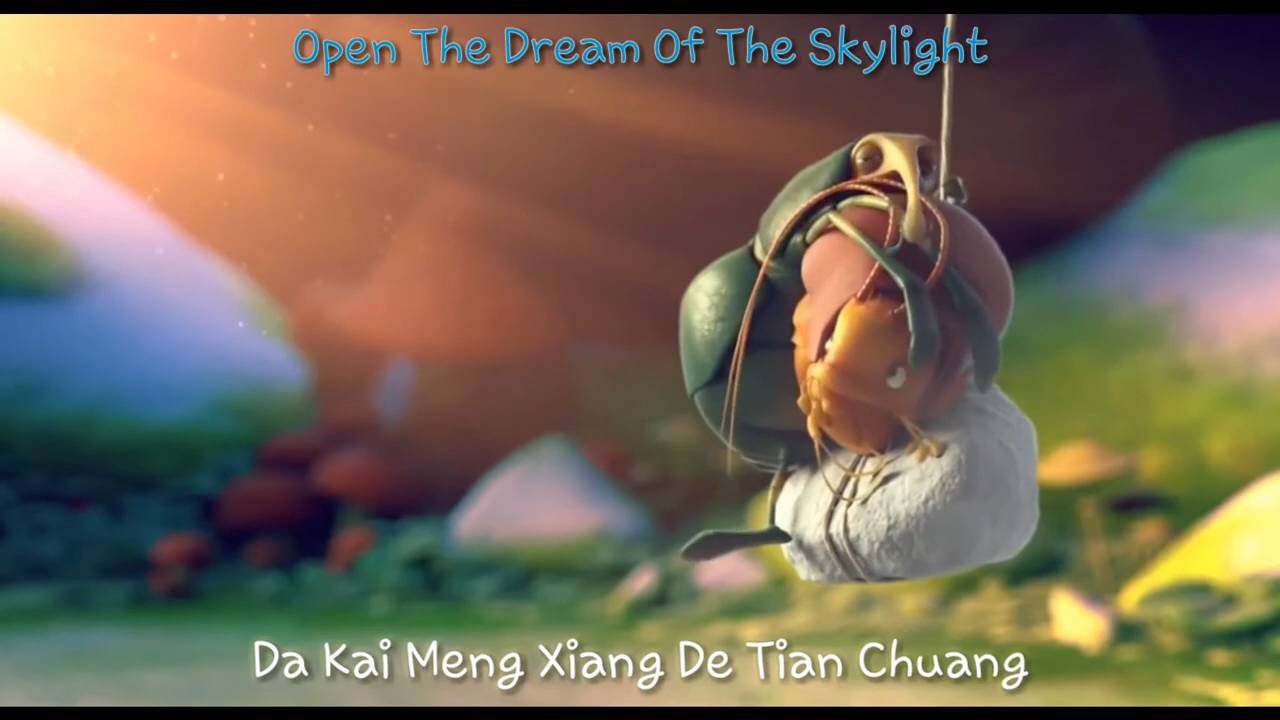 Open The Dream Of The Skylight
Da Kai Meng Xiang De Tian Chuang